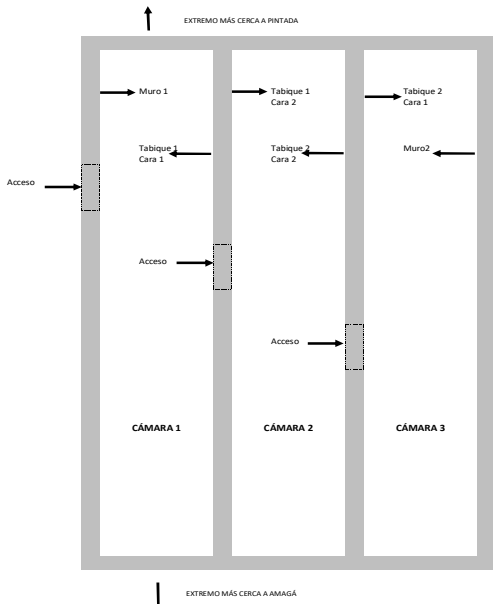 EXTREMO MÁS CERCA A PINTADA
Muro 1
Tabique 1
Cara 2
Tabique 2
Cara 1
Tabique 1
Cara 1
Tabique 2
Cara 2
Muro2
Acceso
Acceso
Acceso
CÁMARA 1
CÁMARA 2
CÁMARA 3
EXTREMO MÁS CERCA A AMAGÁ